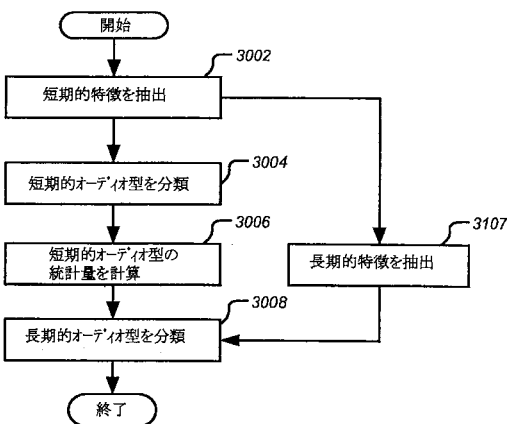 開始
3002
短期的特徴を抽出
3004
短期的オーディオ型を分類
3006
短期的オーディオ型の
統計量を計算
3107
長期的特徴を抽出
3008
長期的オーディオ型を分類
終了